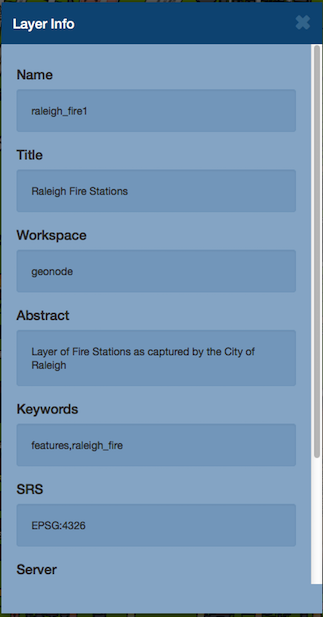 Layer Info
Name
raleigh_fire1
Title
Raleigh Fire Stations
Workspace
geonode
Abstract
Layer of Fire Stations as captured by the City of
Raleigh
Keywords
features,raleigh_fire
SRS
EPSG:4326
Server